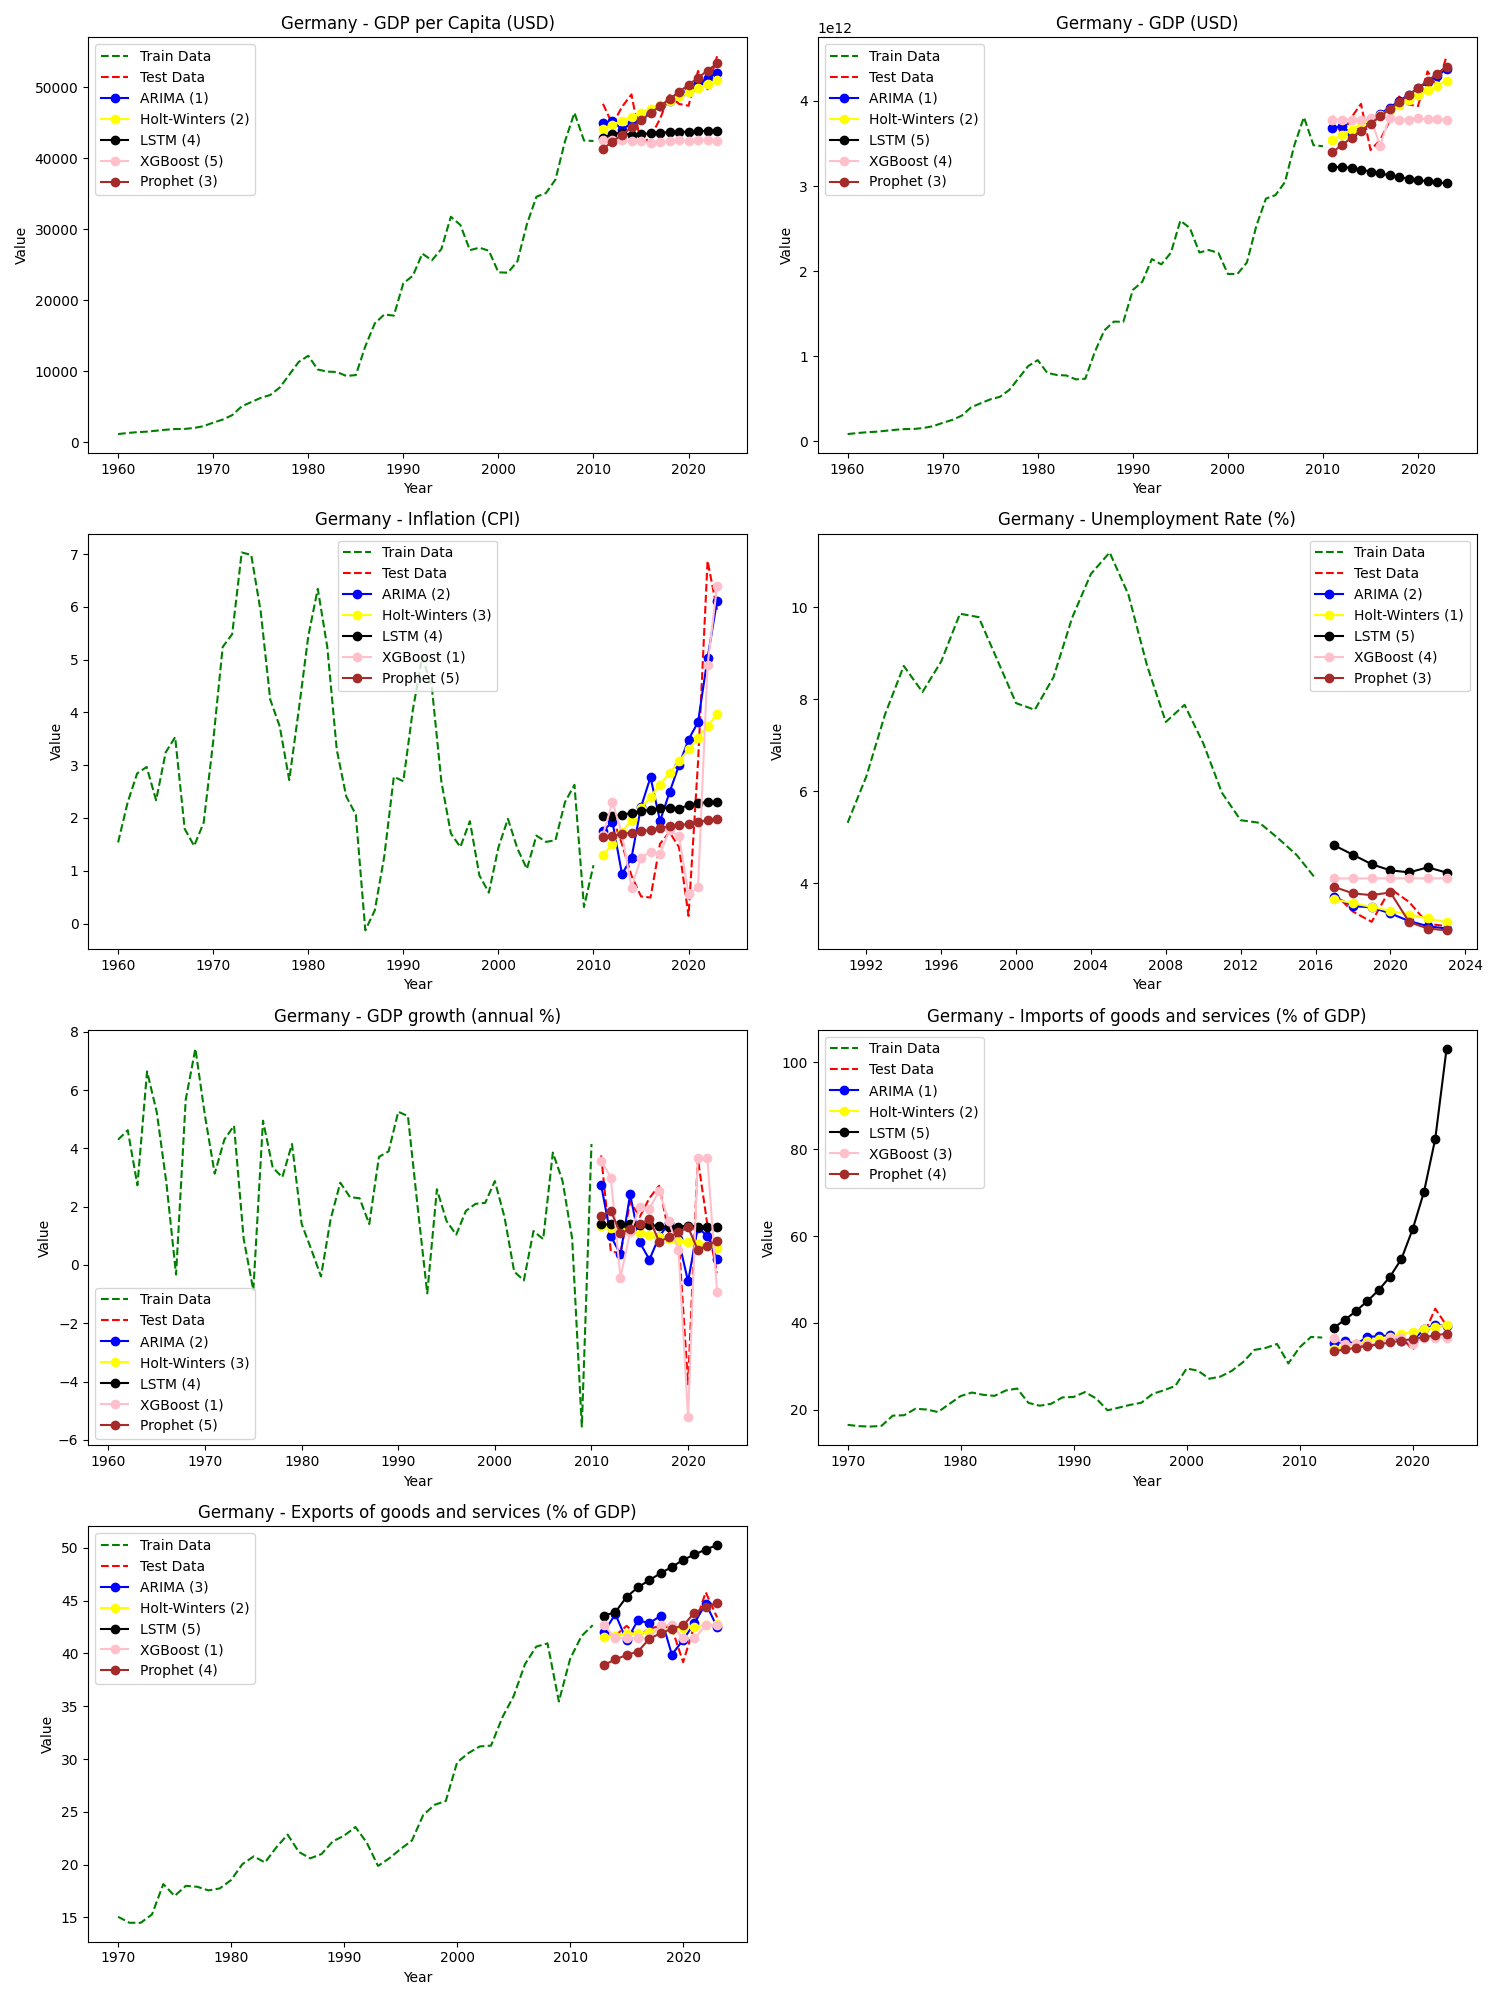 Germany - GDP per Capita (USD)
Train Data
Test Data
ARIMA (1)
Holt-Winters (2)
LSTM (4)
XGBoost (5)
Prophet (3)
50000
40000
30000
20000
10000
0
Value
1960 1970 1980 1990 2000 2010 2020
Year
Germany - GDP (USD)
1e12
Train Data
Test Data
ARIMA (1)
Holt-Winters (2)
LSTM (5)
XGBoost (4)
Prophet (3)
4
3
2
1
0
Value
1960 1970 1980 1990 2000 2010 2020
Year
Germany - Inflation (CPI)
Train Data
Test Data
ARIMA (2)
Holt-Winters (3)
LSTM (4)
XGBoost (1)
Prophet (5)
7
6
5
4
3
2
1
0
Value
1960 1970 1980 1990 2000 2010 2020
Year
Germany - Unemployment Rate (%)
Train Data
Test Data
ARIMA (2)
Holt-Winters (1)
LSTM (5)
XGBoost (4)
Prophet (3)
10
8
6
4
Value
1992 1996 2000 2004 2008 2012 2016 2020 2024
Year
Germany - GDP growth (annual %)
8
6
4
2
0
−2
−4
−6
Value
Train Data
Test Data
ARIMA (2)
Holt-Winters (3)
LSTM (4)
XGBoost (1)
Prophet (5)
1960 1970 1980 1990 2000 2010 2020
Year
Germany - Imports of goods and services (% of GDP)
Train Data
Test Data
ARIMA (1)
Holt-Winters (2)
LSTM (5)
XGBoost (3)
Prophet (4)
100
80
60
40
20
Value
1970 1980 1990 2000 2010 2020
Year
Germany - Exports of goods and services (% of GDP)
Train Data
Test Data
ARIMA (3)
Holt-Winters (2)
LSTM (5)
XGBoost (1)
Prophet (4)
50
45
40
35
30
25
20
15
Value
1970 1980 1990 2000 2010 2020
Year